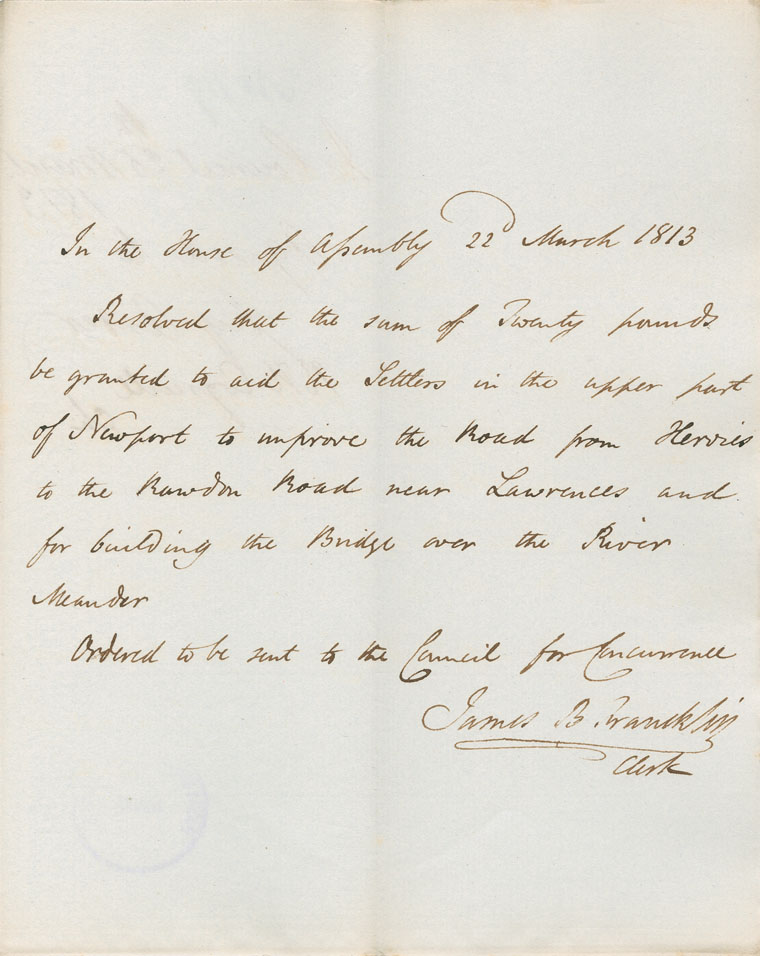 In the House of Assembly 22d March 1813
Resolved that the sum of Twenty pounds
be granted to aid the Settlers in the upper part
of Newport to improve the Road from Hervies
to the Rawdon Road near Lawrences and
for building the Bridge over the River
Meander
Ordered to be sent to the Council for Concurrence
James B Francklin
Clerk